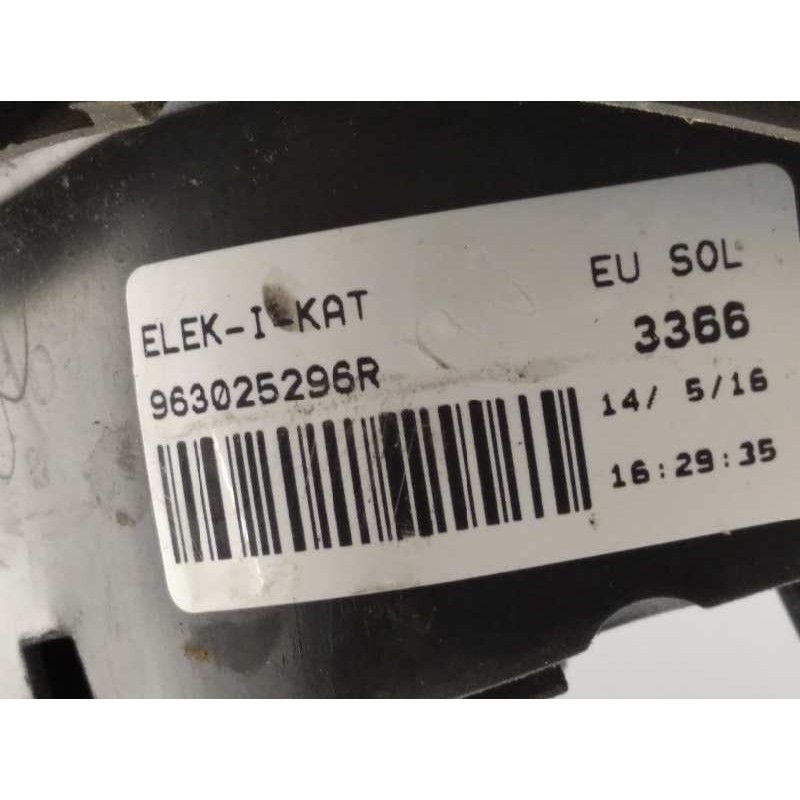 ELEK-I-KAT
963025296R
EU SOL
3366
14/ 5/16
16:29:35